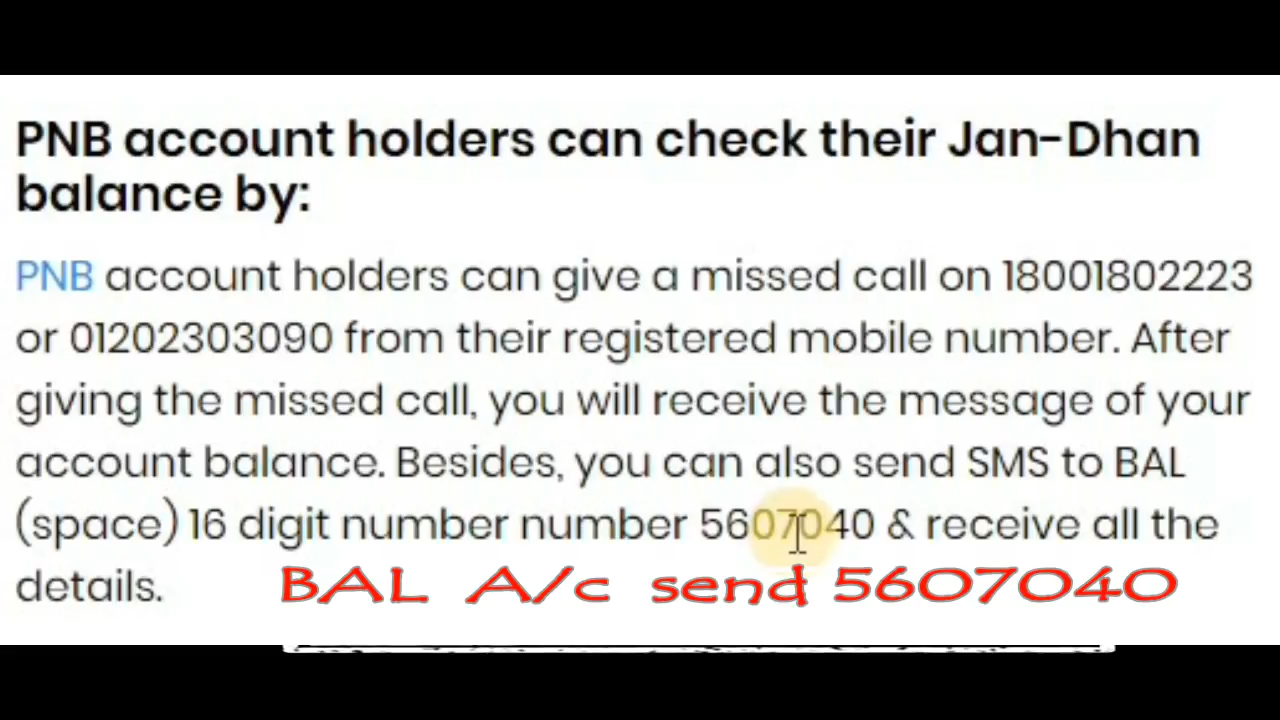 PNB account holders can check their Jan-Dhan
balance by:
PNB account holders can give a missed call on 18001802223
or 01202303090 from their registered mobile number. After
giving the missed call, you will receive the message of your
account balance. Besides, you can also send SMS to BAL
(space) 16 digit number number 5607040 & receive all the
details.
BAL A/c send 5607040